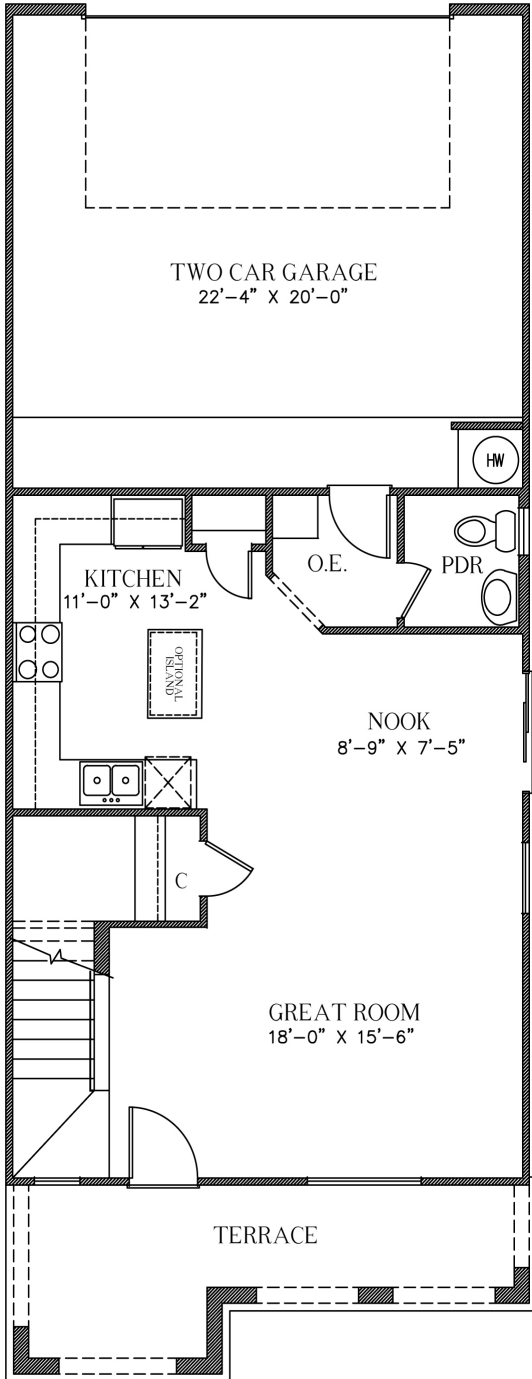 TWO CAR GARAGE
22'-4" X 20'-0"
HW
O.E.
PDR
KITCHEN
11'-0" X 13'-2"
OPTIONAL
ISLAND
NOOK
8'-9" X 7'-5"
C
GREAT ROOM
18'-0" X 15'-6"
TERRACE